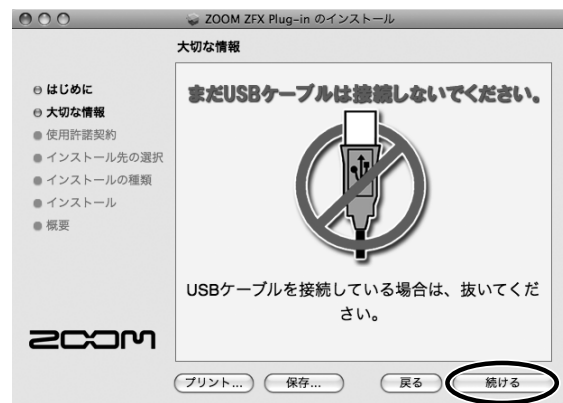 ZOOM ZFX Plug-in のインストール
大切な情報
はじめに
大切な情報
使用許諾契約
インストール先の選択
インストールの種類
インストール
概要
まだUSBケーブルは接続しないでください。
USBケーブルを接続している場合は、抜いてくだ
さい。
ZOOM
プリント... 保存... 戻る 続ける